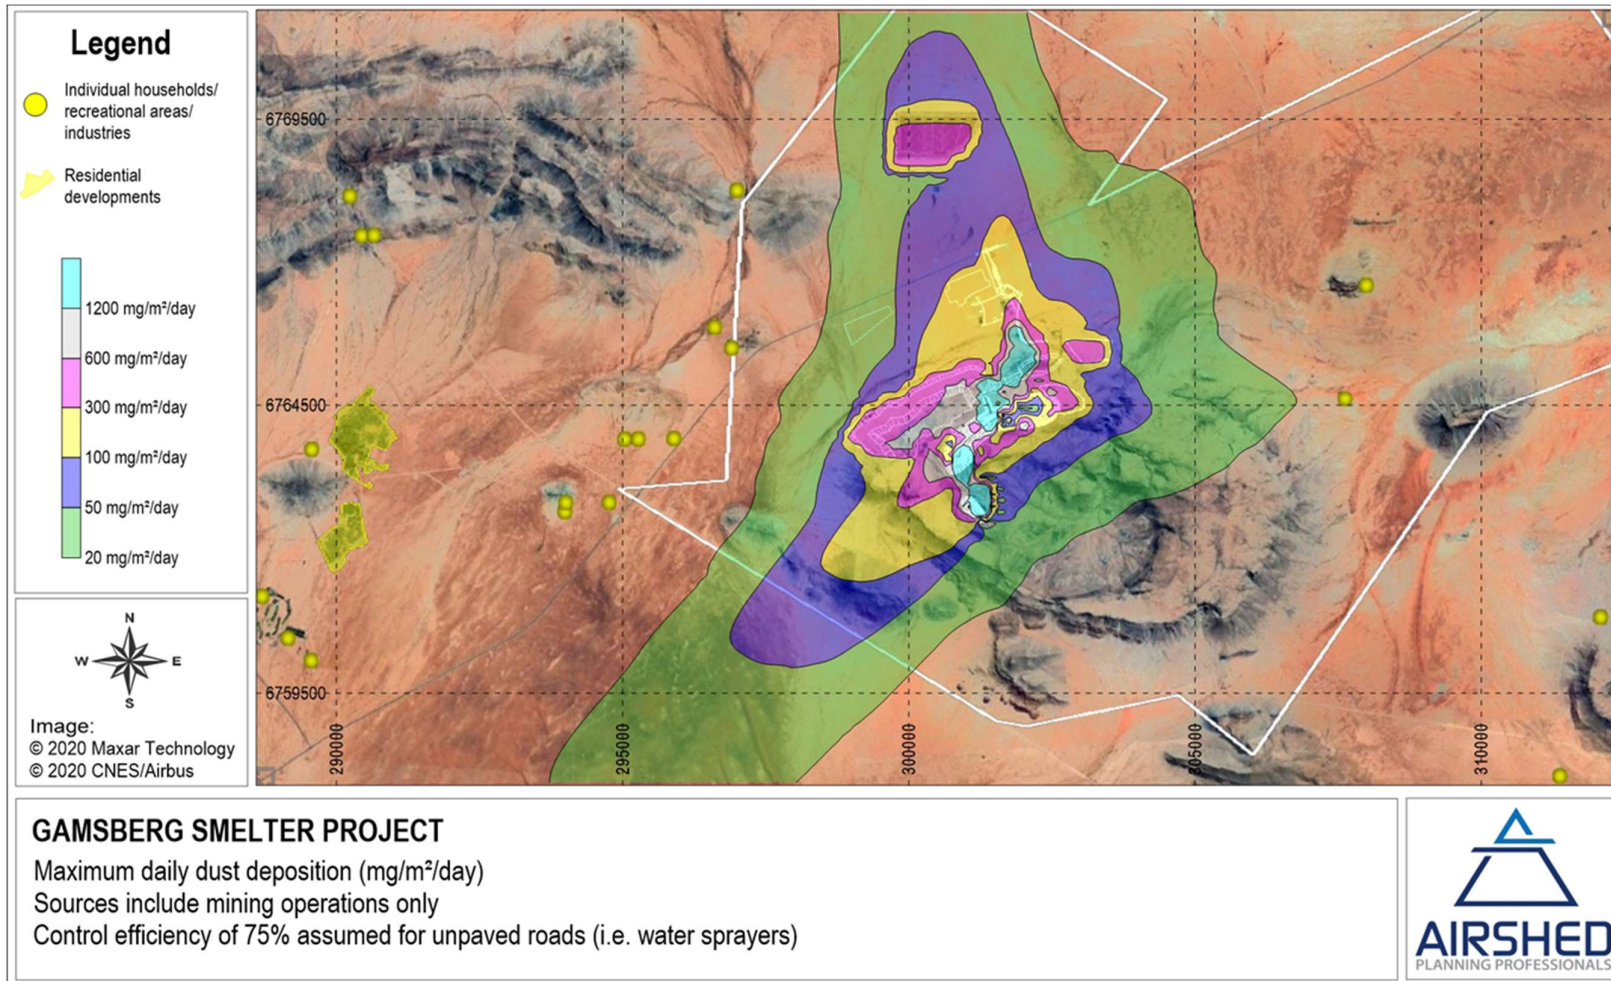 Legend
Individual households/
recreational areas/
industries
Residential
developments
1200 mg/m²/day
600 mg/m²/day
300 mg/m²/day
100 mg/m²/day
50 mg/m²/day
20 mg/m²/day
N
W E
S
Image:
© 2020 Maxar Technology
© 2020 CNES/Airbus
6769500
6764500
6759500
290000
295000
300000
305000
310000
GAMSBERG SMELTER PROJECT
Maximum daily dust deposition (mg/m²/day)
Sources include mining operations only
Control efficiency of 75% assumed for unpaved roads (i.e. water sprayers)
AIRSHED
PLANNING PROFESSIONALS